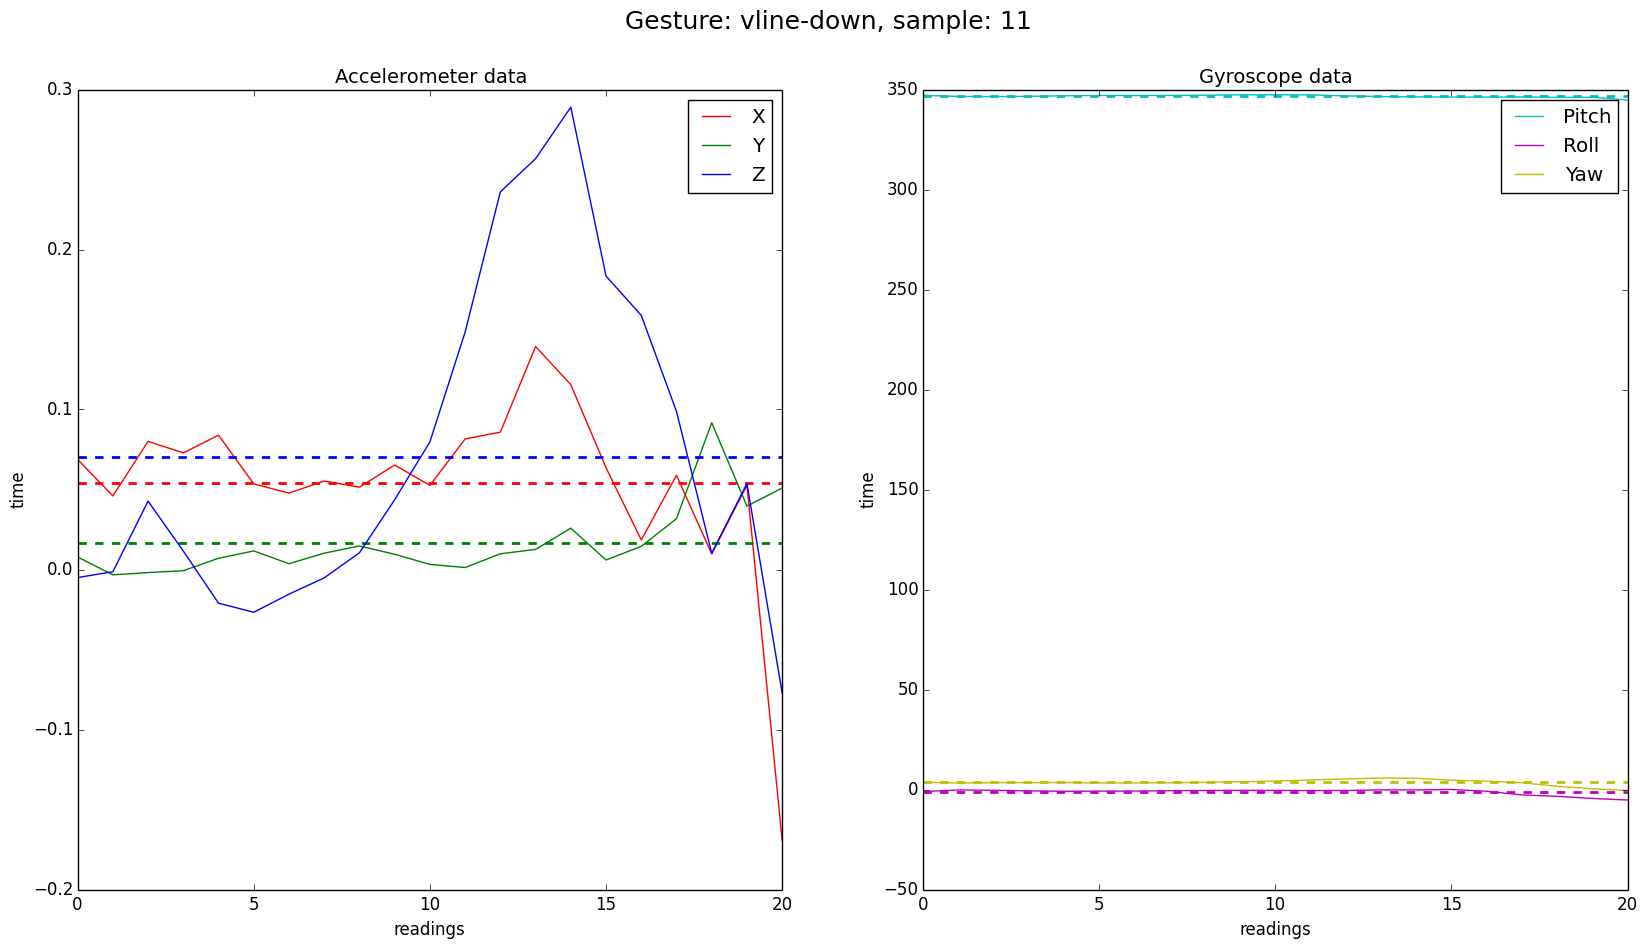 Gesture: vline-down, sample: 11
Accelerometer data
0.3
0.2
0.1
0.0
−0.1
−0.2
time
0 5 10 15 20
readings
X
Y
Z
Gyroscope data
350
300
250
200
150
100
50
0
−50
time
0 5 10 15 20
readings
Pitch
Roll
Yaw